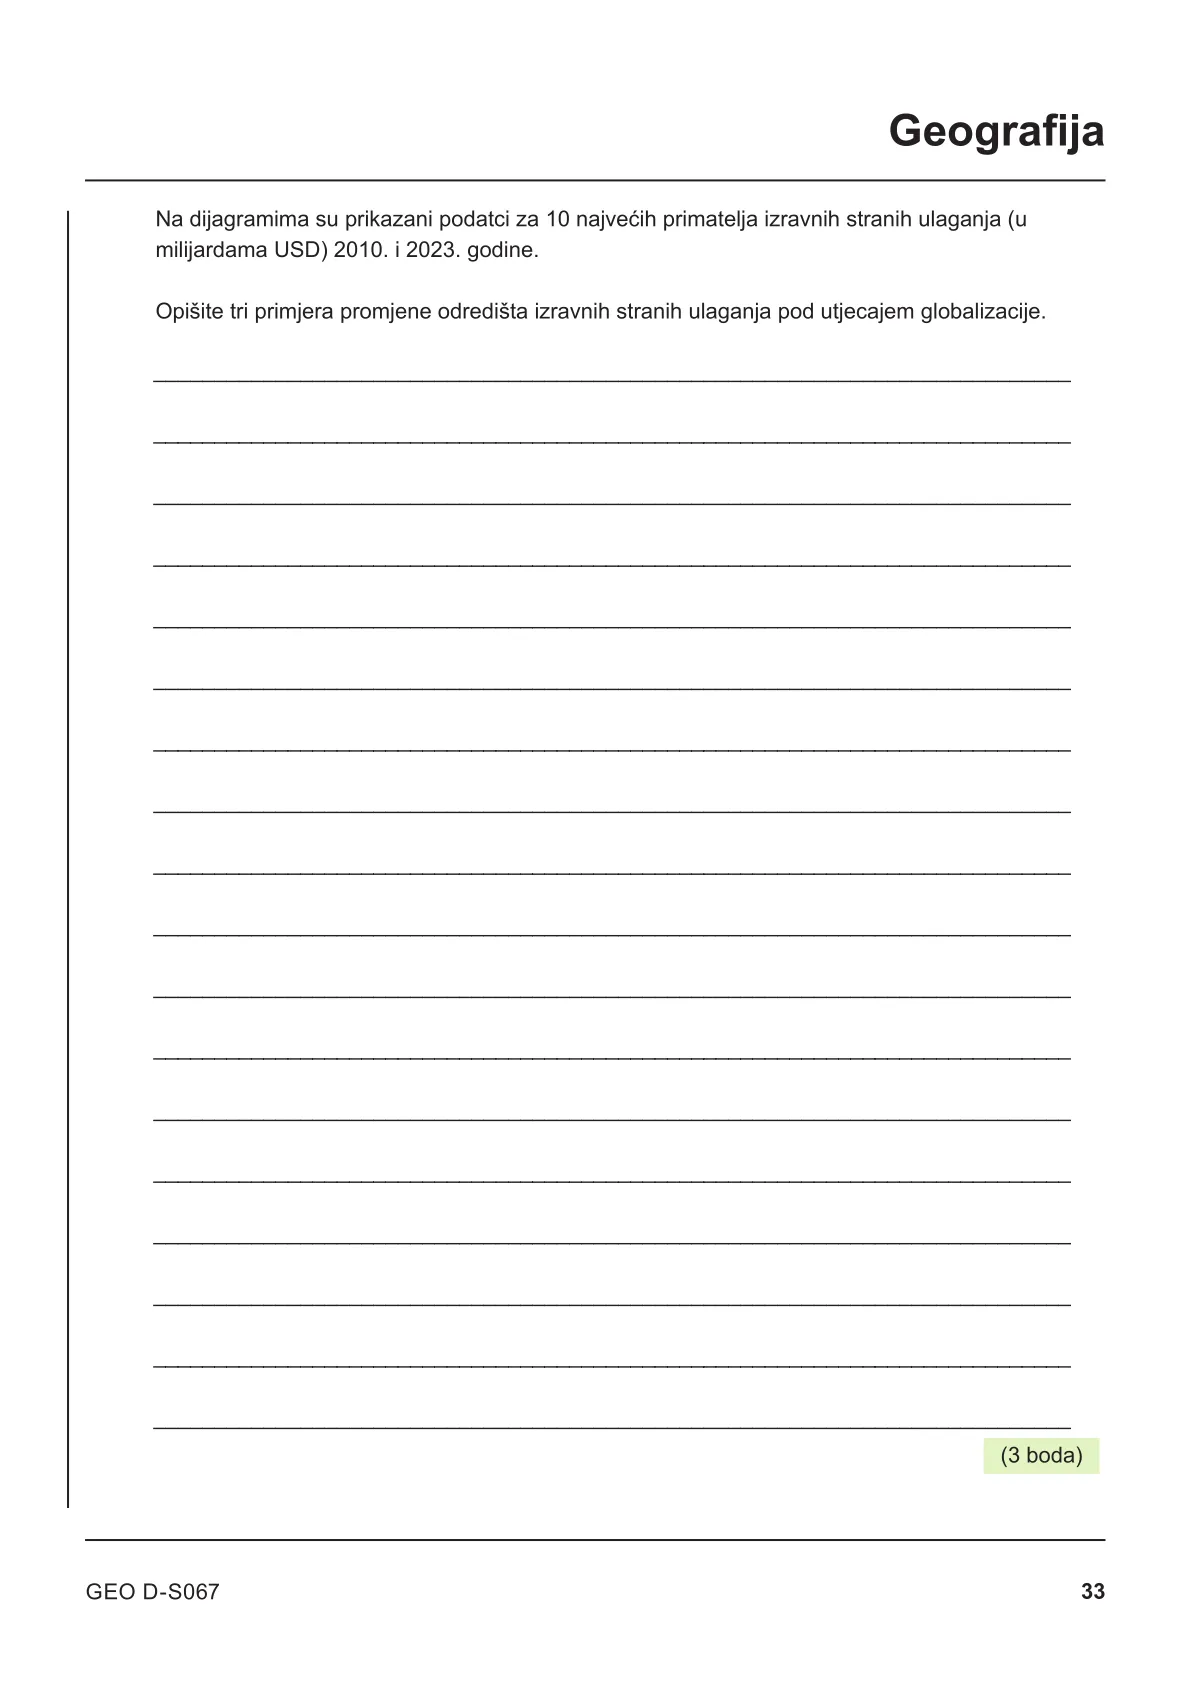 Geografija
Na dijagramima su prikazani podatci za 10 najvećih primatelja izravnih stranih ulaganja (u
milijardama USD) 2010. i 2023. godine.
Opišite tri primjera promjene odredišta izravnih stranih ulaganja pod utjecajem globalizacije.
(3 boda)
GEO D-S067
33